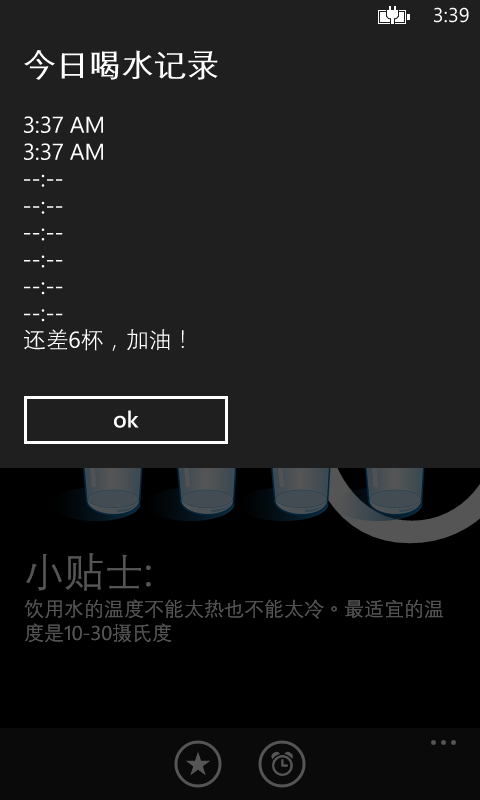 3:39
今日喝水记录
3:37 AM
3:37 AM
--:--
--:--
--:--
--:--
--:--
--:--
还差6杯，加油！
ok
小贴士:
饮用水的温度不能太热也不能太冷。最适宜的温
度是10-30摄氏度